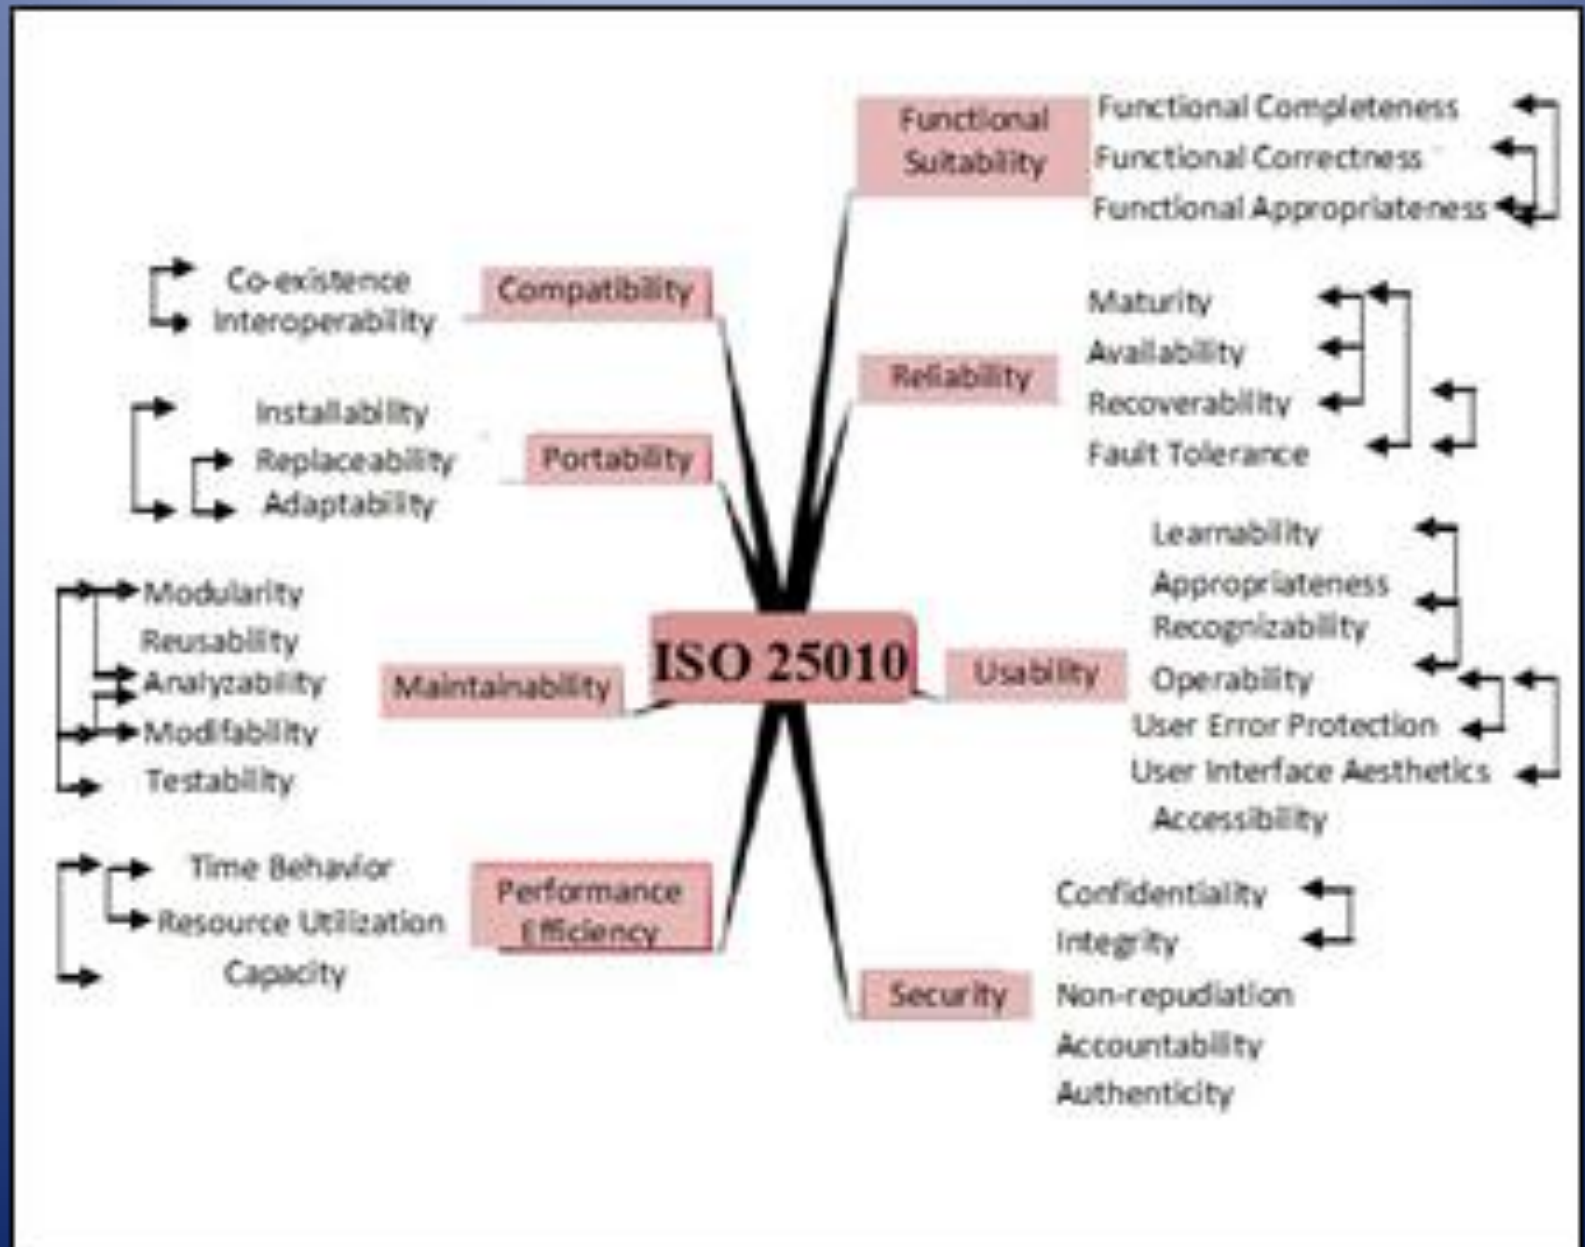 Functional
Suitability
Functional Completeness
Functional Correctness
Functional Appropriateness
Compatibility
Co-existence
Interoperability
Reliability
Maturity
Availability
Recoverability
Fault Tolerance
Portability
Installability
Replaceability
Adaptability
ISO 25010
Usability
Learnability
Appropriateness
Recognizability
Operability
User Error Protection
User Interface Aesthetics
Accessibility
Maintainability
Modularity
Reusability
Analyzability
Modifability
Testability
Performance
Efficiency
Time Behavior
Resource Utilization
Capacity
Security
Confidentiality
Integrity
Non-repudiation
Accountability
Authenticity